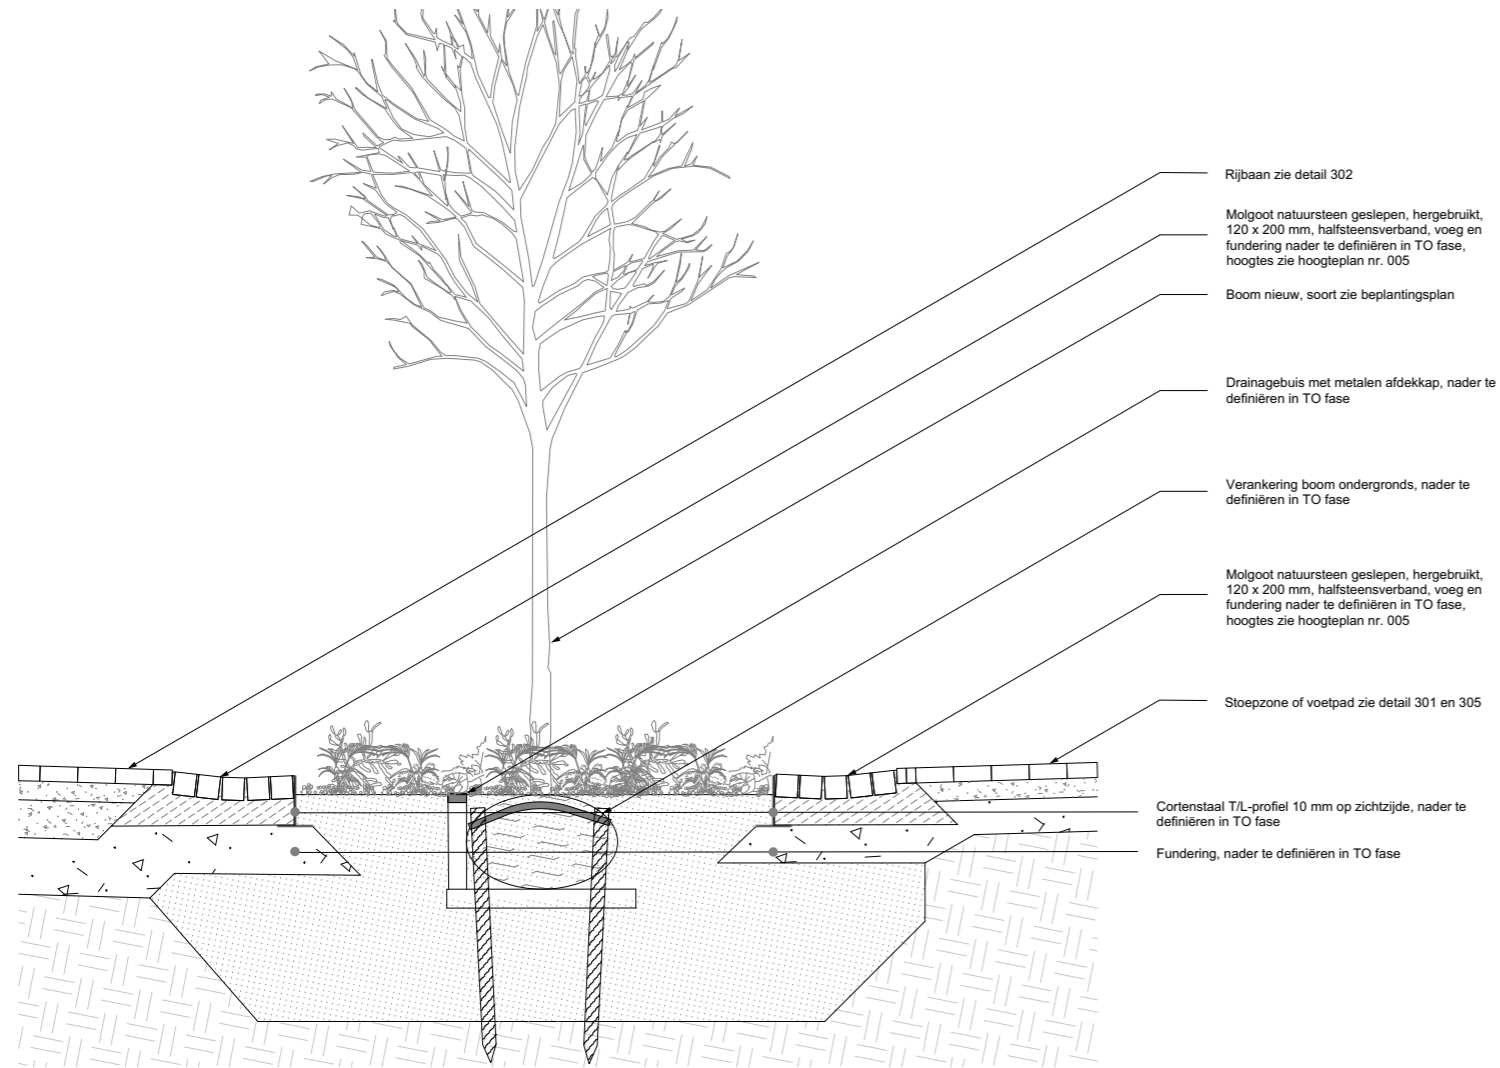 Rijbaan zie detail 302
Molgoot natuursteen geslepen, hergebruikt,
120 x 200 mm, halfsteensverband, voeg en
fundering nader te definiëren in TO fase,
hoogtes zie hoogteplan nr. 005
Boom nieuw, soort zie beplantingsplan
Drainagebuis met metalen afdekkap, nader te
definiëren in TO fase
Verankering boom ondergronds, nader te
definiëren in TO fase
Molgoot natuursteen geslepen, hergebruikt,
120 x 200 mm, halfsteensverband, voeg en
fundering nader te definiëren in TO fase,
hoogtes zie hoogteplan nr. 005
Stoepzone of voetpad zie detail 301 en 305
Cortenstaal T/L-profiel 10 mm op zichtzijde, nader te
definiëren in TO fase
Fundering, nader te definiëren in TO fase